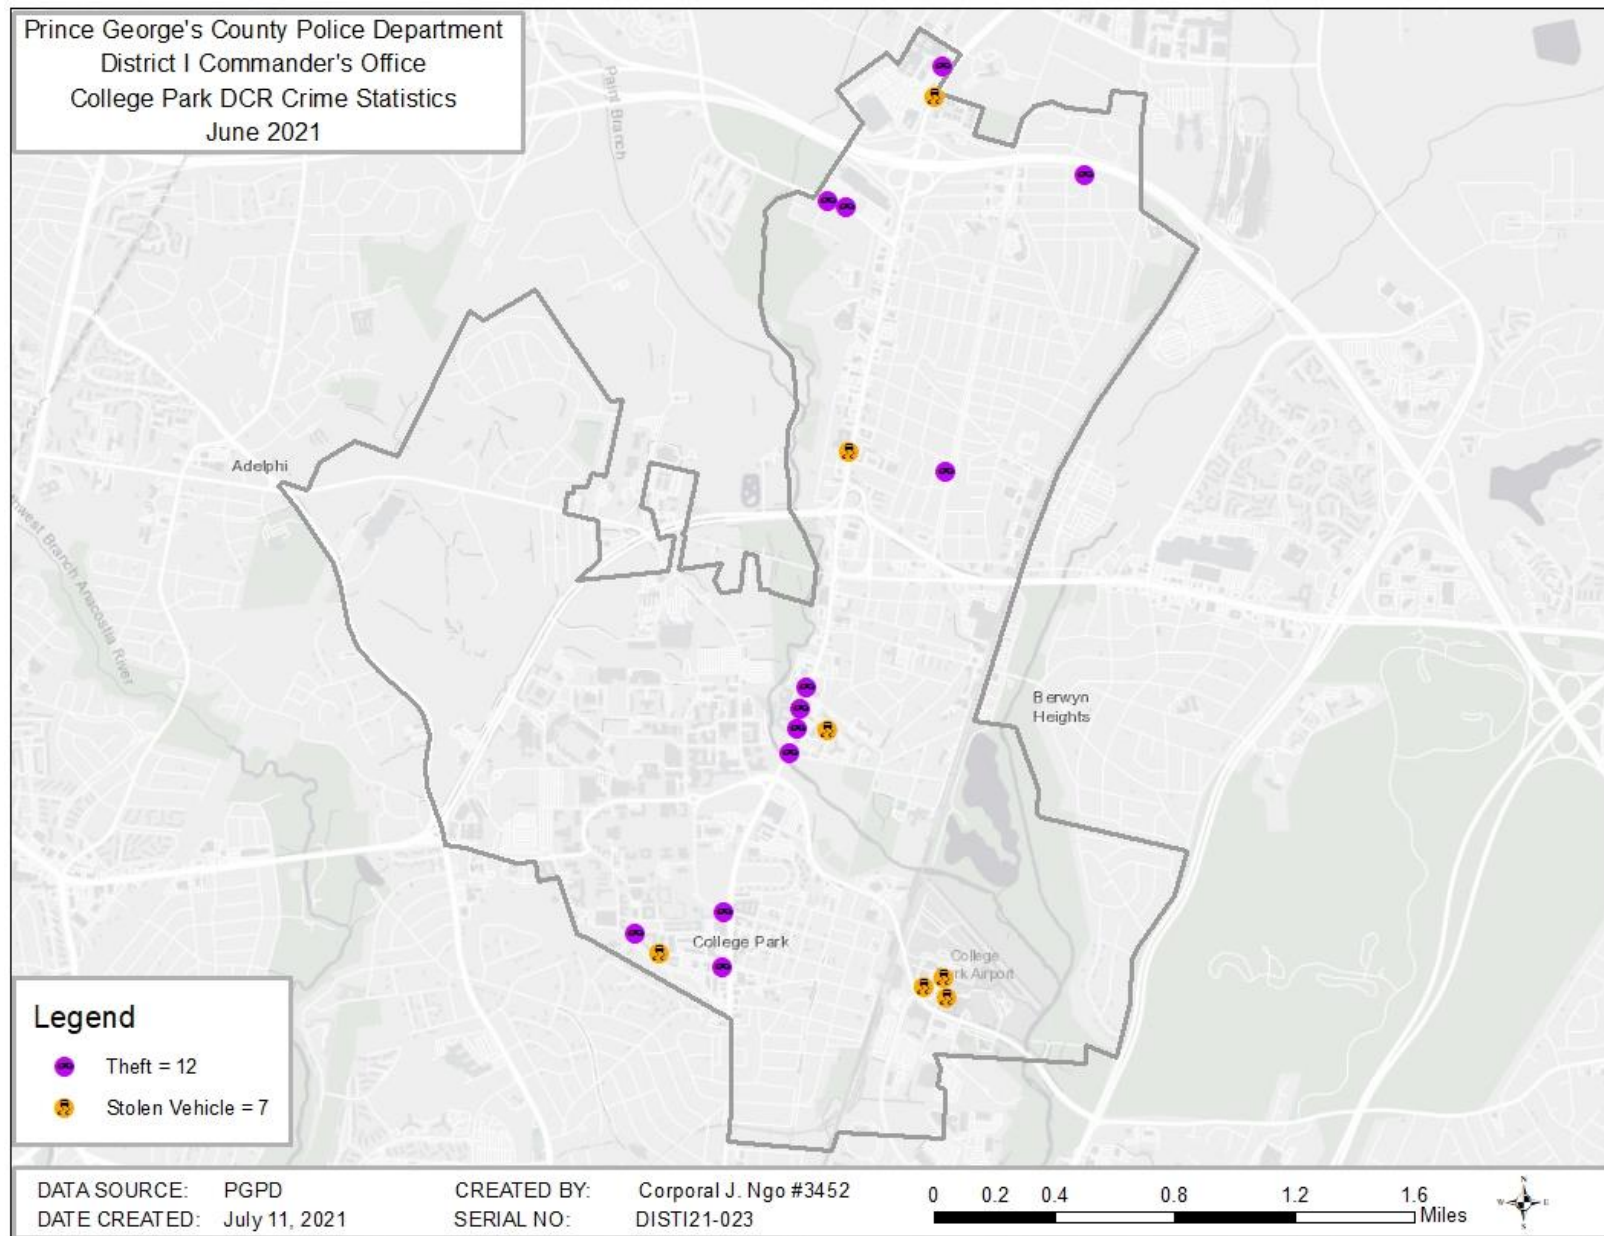 Prince George's County Police Department
District I Commander's Office
College Park DCR Crime Statistics
June 2021
Paint Branch
Adelphi
Branch Anacostia River
Berwyn
Heights
College Park
College
rk Airport
Legend
Theft = 12
Stolen Vehicle = 7
DATA SOURCE: PGPD
DATE CREATED: July 11, 2021
CREATED BY: Corporal J. Ngo #3452
SERIAL NO: DISTI21-023
0 0.2 0.4 0.8 1.2 1.6
Miles
N
W E
S